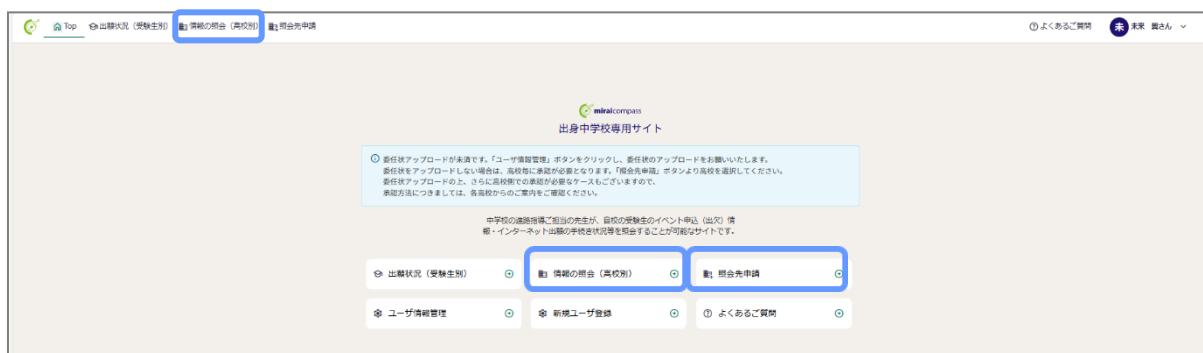 Top 出願状況（受験生別） 情報の照会（高校別） 照会先申請 よくあるご質問 未 未来 巽さん
miraicompass
出身中学校専用サイト
委任状アップロードが未済です。「ユーザ情報管理」ボタンをクリックし、委任状のアップロードをお願いいたします。
委任状をアップロードしない場合は、高校毎に承認が必要となります。「照会先申請」ボタンより高校を選択してください。
委任状アップロードの上、さらに高校側での承認が必要なケースもございますので、
承認方法につきましては、各高校からのご案内をご確認ください。
中学校の進路指導ご担当の先生が、自校の受験生のイベント申込（出欠）情
報・インターネット出願の手続き状況等を照会することが可能なサイトです。
出願状況（受験生別） 情報の照会（高校別） 照会先申請
ユーザ情報管理 新規ユーザ登録 よくあるご質問